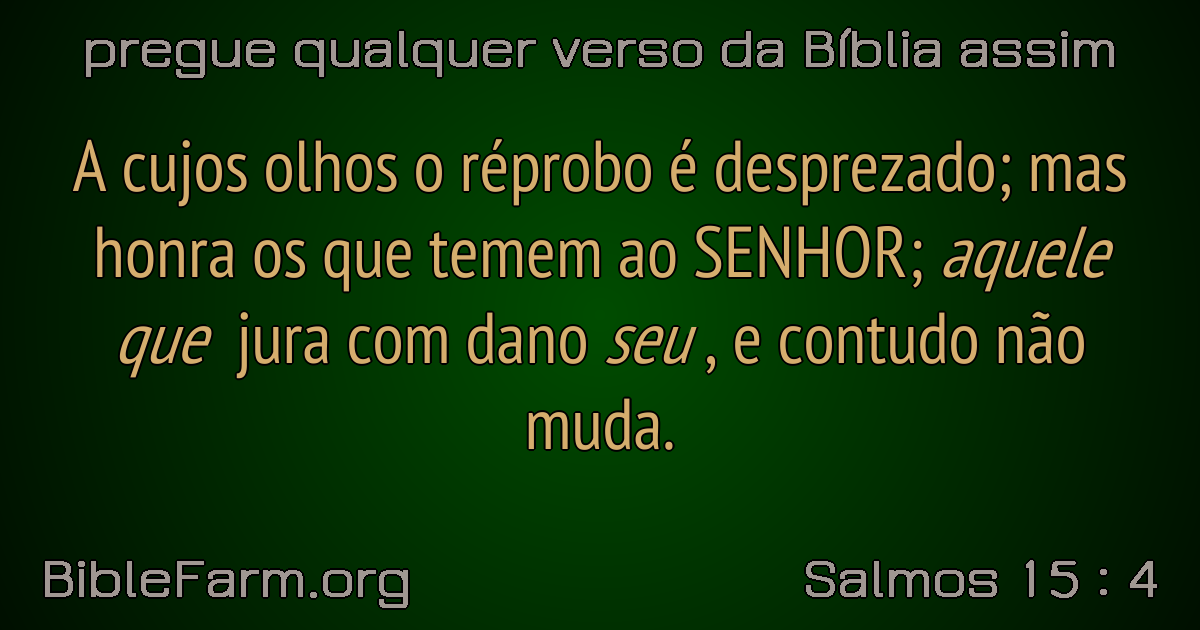 pregue qualquer verso da Bíblia assim
A cujos olhos o réprobo é desprezado; mas
honra os que temem ao SENHOR; aquele
que jura com dano seu , e contudo não
muda.
BibleFarm.org
Salmos 15 : 4